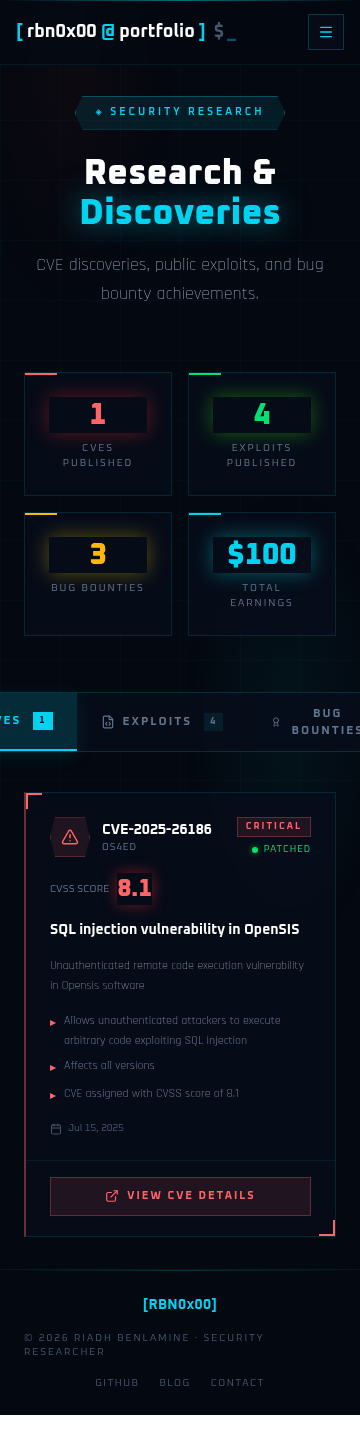 [ rbn0x00 @ portfolio ] $_
◈ SECURITY RESEARCH
Research &
Discoveries
CVE discoveries, public exploits, and bug
bounty achievements.
1
CVES
PUBLISHED
4
EXPLOITS
PUBLISHED
3
BUG BOUNTIES
$100
TOTAL
EARNINGS
VES 1
EXPLOITS 4
BUG
BOUNTIES
CVE-2025-26186
OS4ED
CRITICAL
PATCHED
CVSS SCORE 8.1
SQL injection vulnerability in OpenSIS
Unauthenticated remote code execution vulnerability
in Opensis software
▸ Allows unauthenticated attackers to execute
arbitrary code exploiting SQL injection
▸ Affects all versions
▸ CVE assigned with CVSS score of 8.1
Jul 15, 2025
VIEW CVE DETAILS
[RBN0x00]
© 2026 RIADH BENLAMINE · SECURITY
RESEARCHER
GITHUB BLOG CONTACT